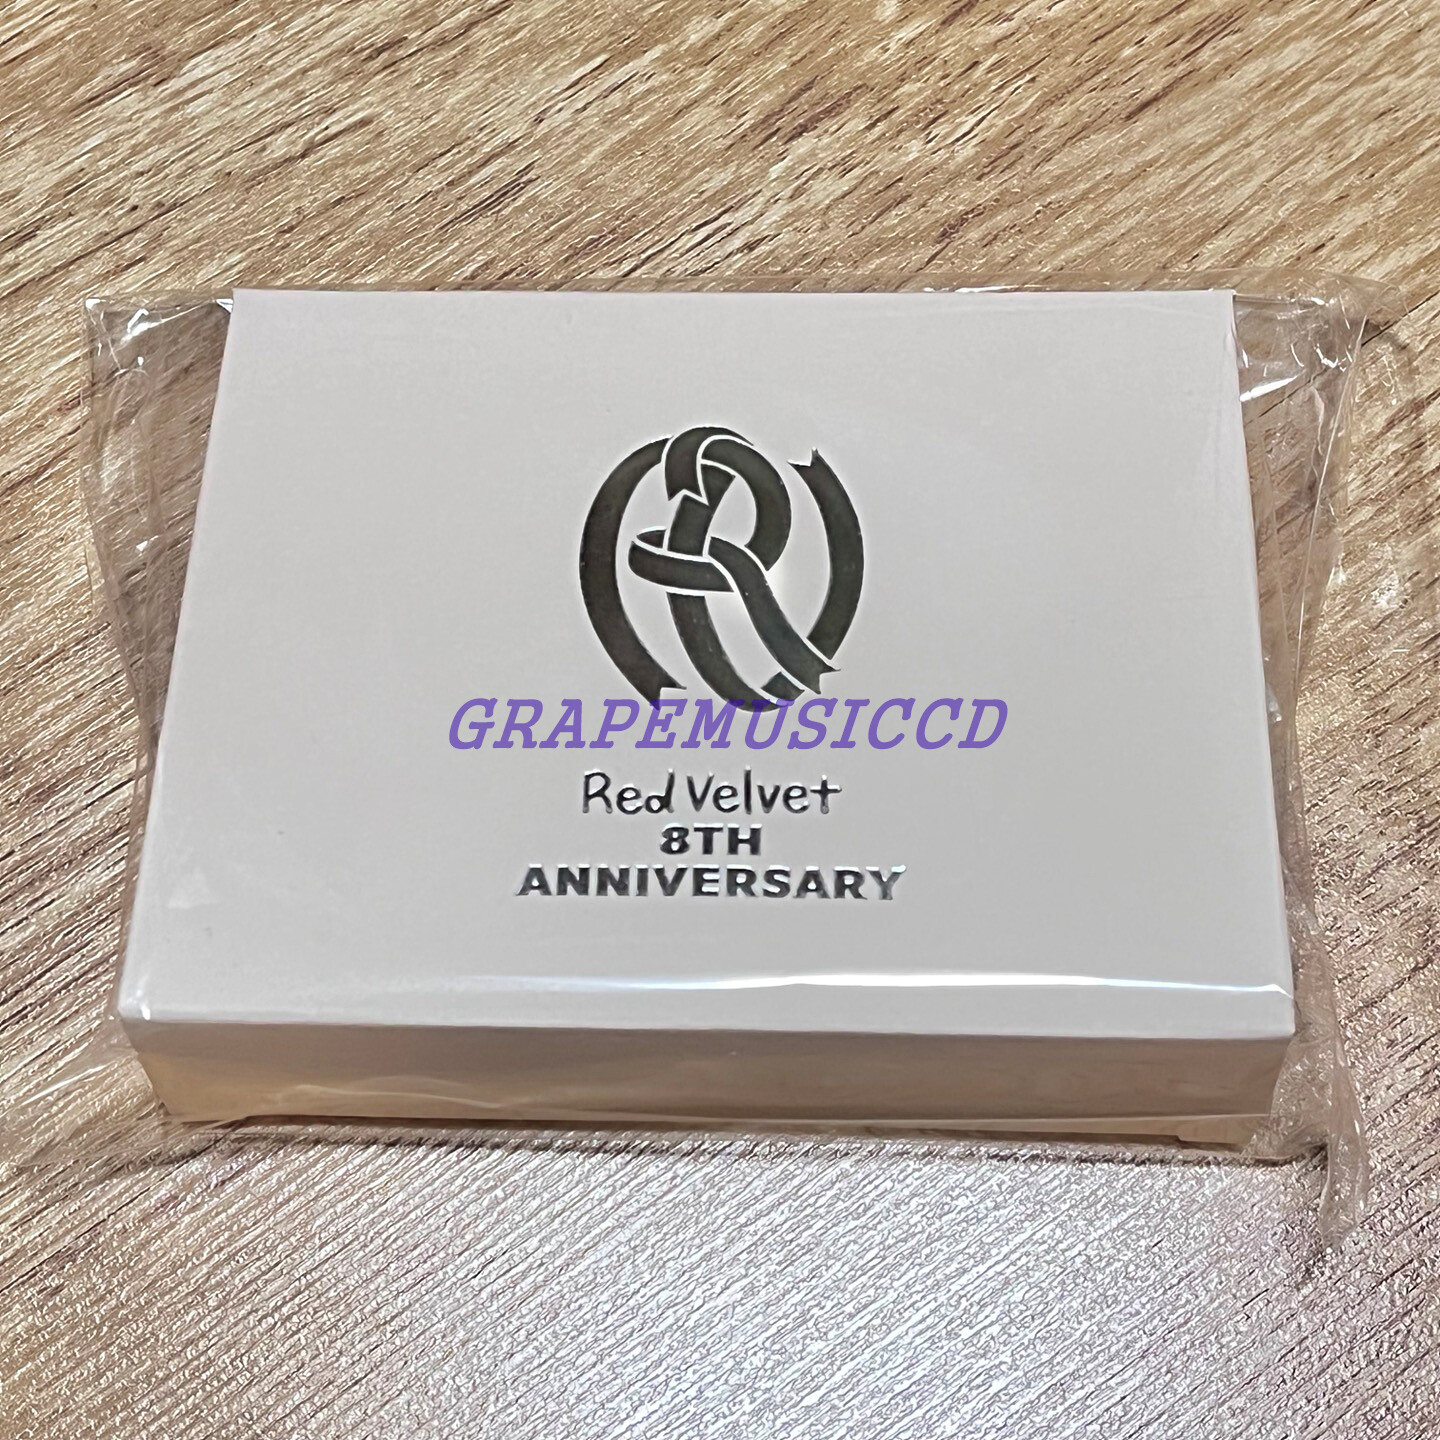 GRAPEMUSICCD
Red Velvet
8TH
ANNIVERSARY